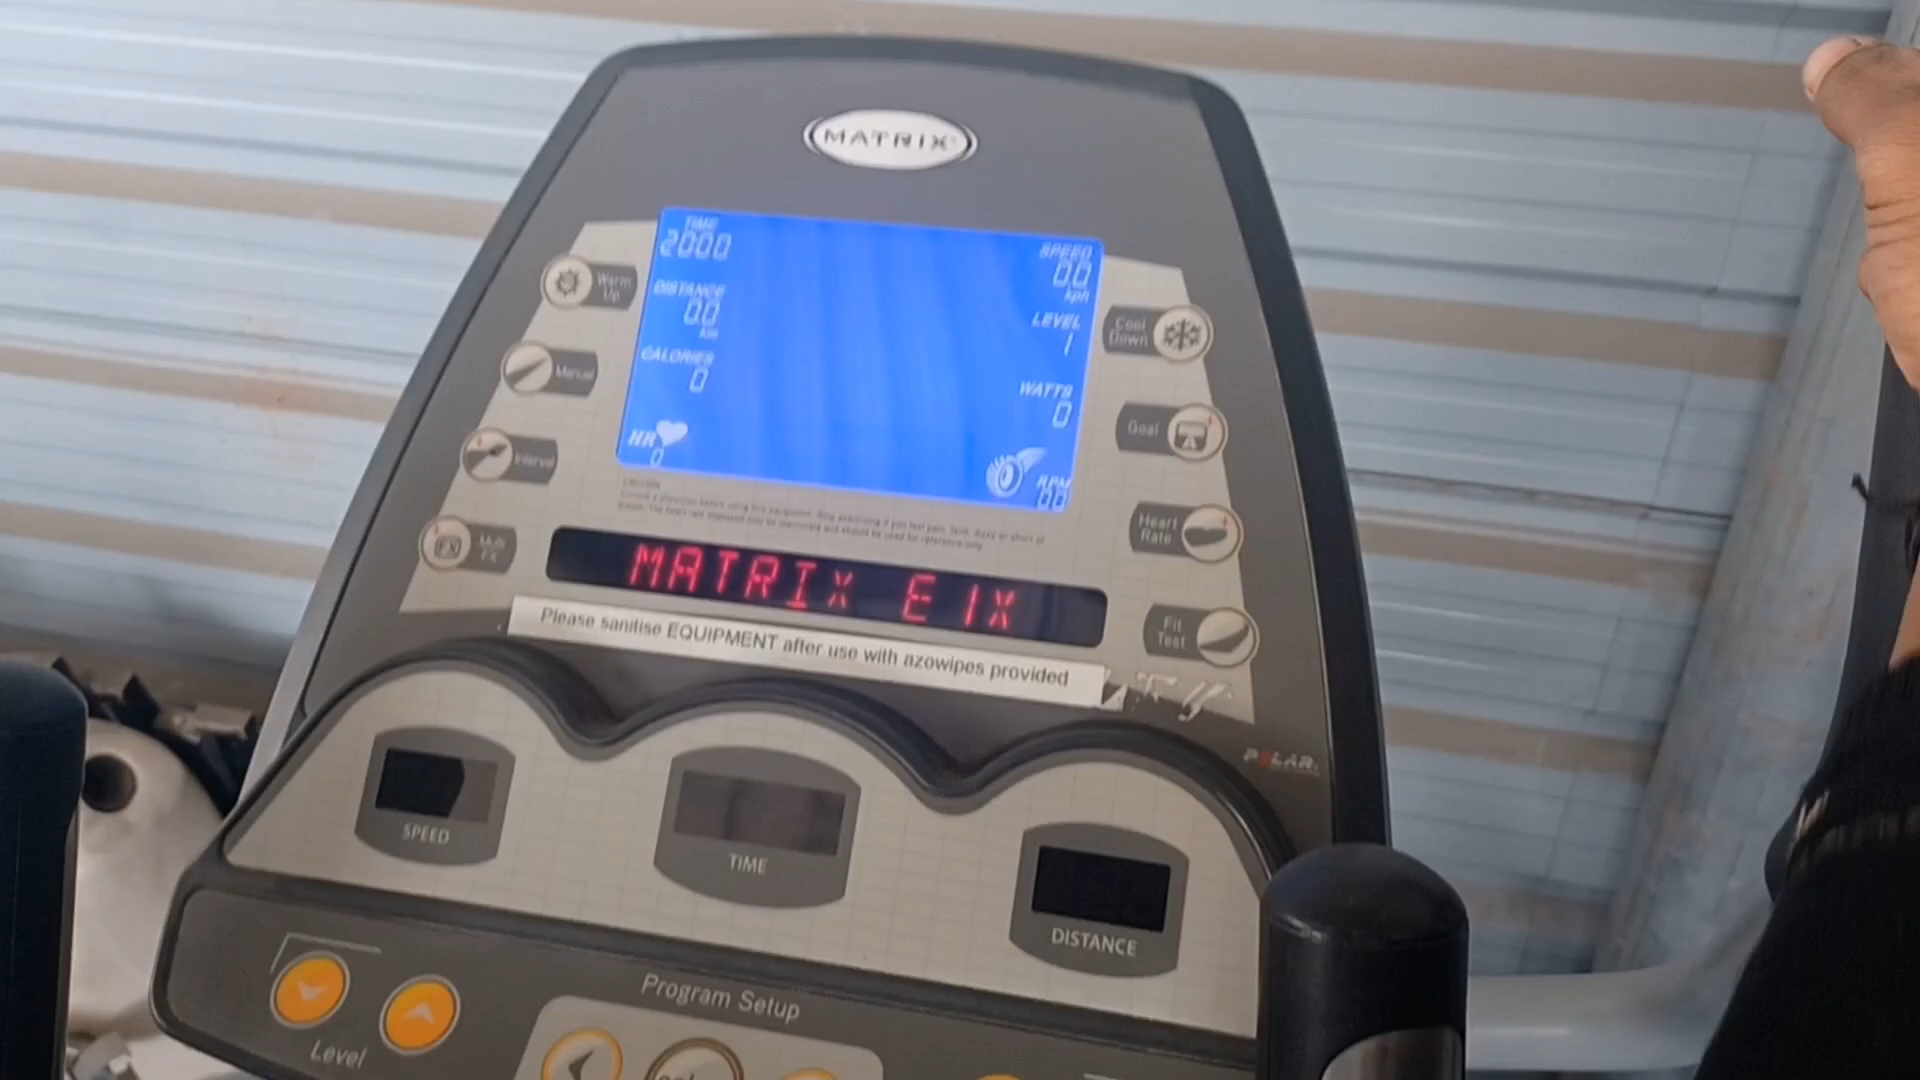 MATRIX
TIME
2000
SPEED
0.0
kph
DISTANCE
0.0
km
LEVEL
1
CALORIES
0
WATTS
0
HR
0
RPM
00
Warm
Up
Manual
Interval
Multi
FX
FX
Cool
Down
Goal
Heart
Rate
Fit
Test
MATRIX E1X
Please sanitise EQUIPMENT after use with azowipes provided
POLAR
SPEED
TIME
DISTANCE
Program Setup
Level